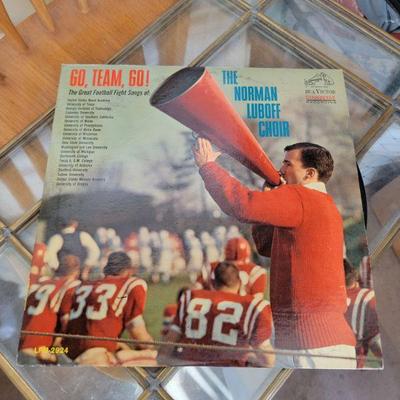 GO, TEAM, GO!
The Great Football Fight Songs of:
United States Naval Academy
University of Texas
Georgia Institute of Technology
Columbia University
University of Southern California
University of Maine
University of Pennsylvania
University of Notre Dame
University of Wisconsin
University of Minnesota
Ohio State University
Washington and Lee University
University of Michigan
Dartmouth College
Texas A. & M. College
University of Arizona
Stanford University
Tulane University
United States Military Academy
University of Oregon
THE
NORMAN
LUBOFF
CHOIR
RCA VICTOR
9
33
82
LPM-2924